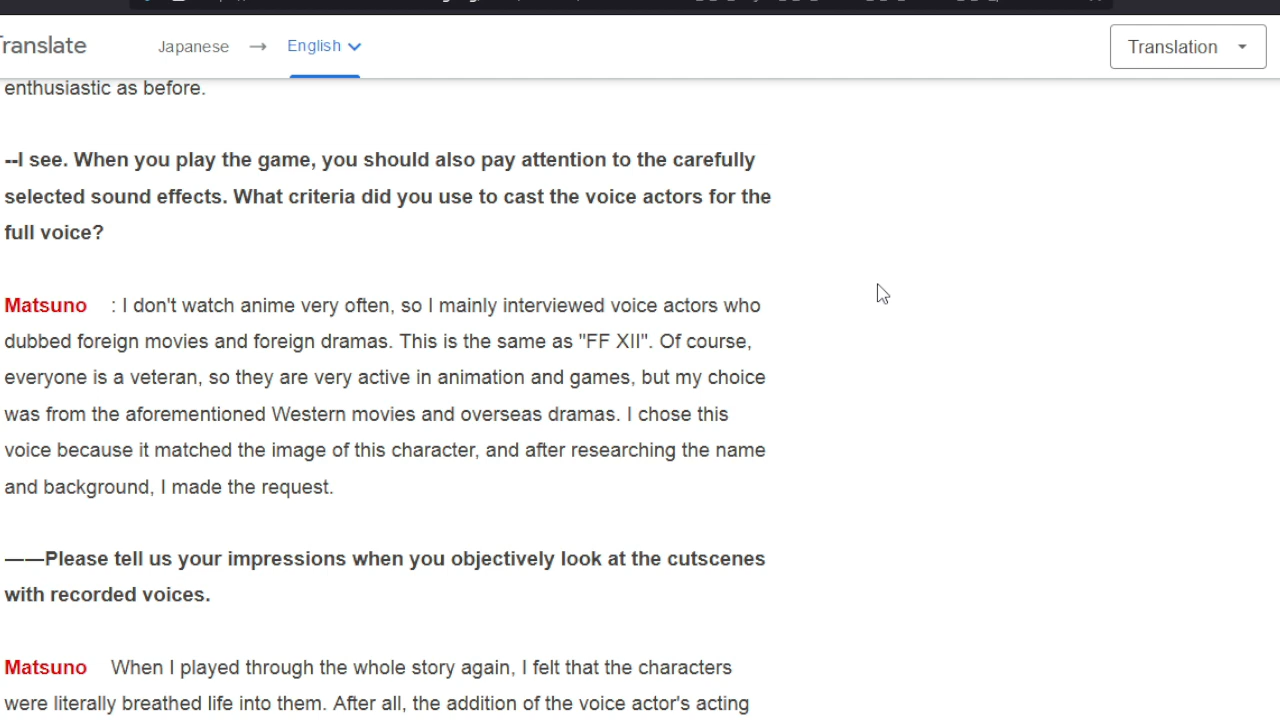 Translate
Japanese → English
Translation
enthusiastic as before.
--I see. When you play the game, you should also pay attention to the carefully
selected sound effects. What criteria did you use to cast the voice actors for the
full voice?
Matsuno : I don't watch anime very often, so I mainly interviewed voice actors who
dubbed foreign movies and foreign dramas. This is the same as "FF XII". Of course,
everyone is a veteran, so they are very active in animation and games, but my choice
was from the aforementioned Western movies and overseas dramas. I chose this
voice because it matched the image of this character, and after researching the name
and background, I made the request.
——Please tell us your impressions when you objectively look at the cutscenes
with recorded voices.
Matsuno When I played through the whole story again, I felt that the characters
were literally breathed life into them. After all, the addition of the voice actor's acting